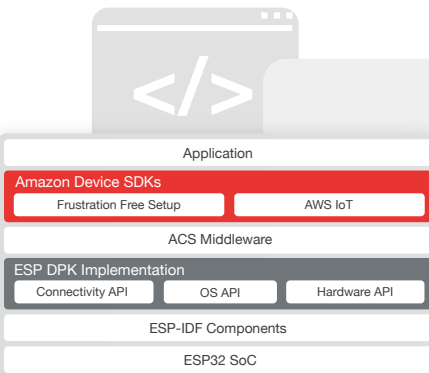 </>
Application
Amazon Device SDKs
Frustration Free Setup AWS IoT
ACS Middleware
ESP DPK Implementation
Connectivity API OS API Hardware API
ESP-IDF Components
ESP32 SoC